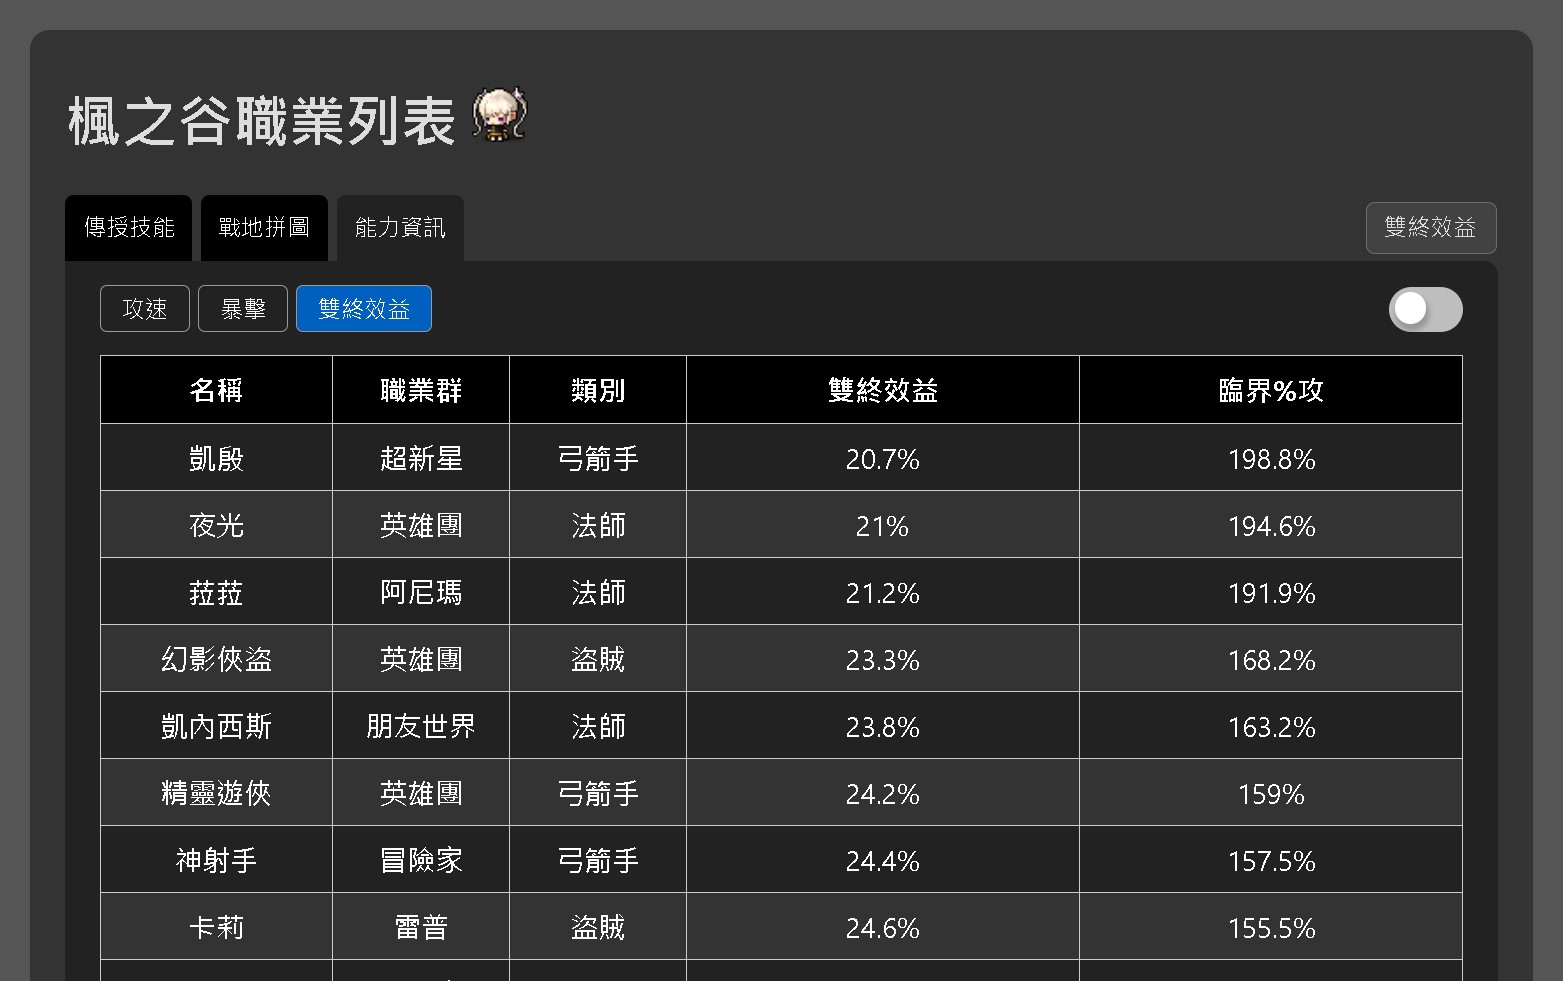 楓之谷職業列表
傳授技能 戰地拼圖 能力資訊 雙終效益
攻速 暴擊 雙終效益
名稱 職業群 類別 雙終效益 臨界%攻
凱殷 超新星 弓箭手 20.7% 198.8%
夜光 英雄團 法師 21% 194.6%
菈菈 阿尼瑪 法師 21.2% 191.9%
幻影俠盜 英雄團 盜賊 23.3% 168.2%
凱內西斯 朋友世界 法師 23.8% 163.2%
精靈遊俠 英雄團 弓箭手 24.2% 159%
神射手 冒險家 弓箭手 24.4% 157.5%
卡莉 雷普 盜賊 24.6% 155.5%